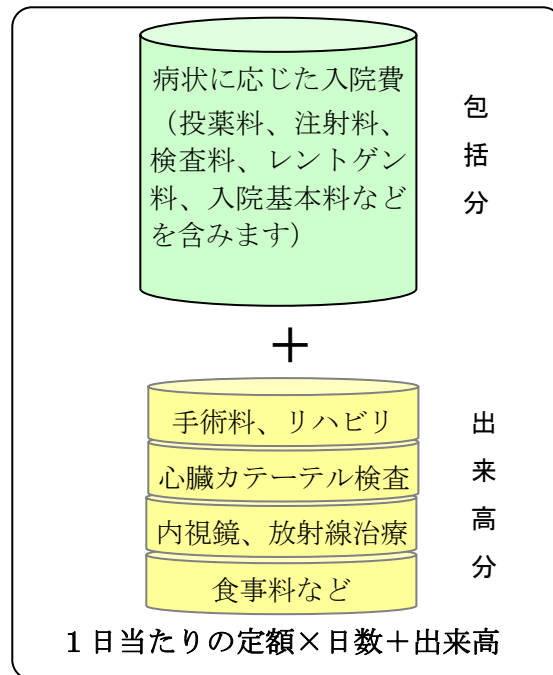 病状に応じた入院費
（投薬料、注射料、
検査料、レントゲン
料、入院基本料など
を含みます）
包括分
＋
手術料、リハビリ
心臓カテーテル検査
内視鏡、放射線治療
食事料など
出来高分
１日当たりの定額×日数＋出来高